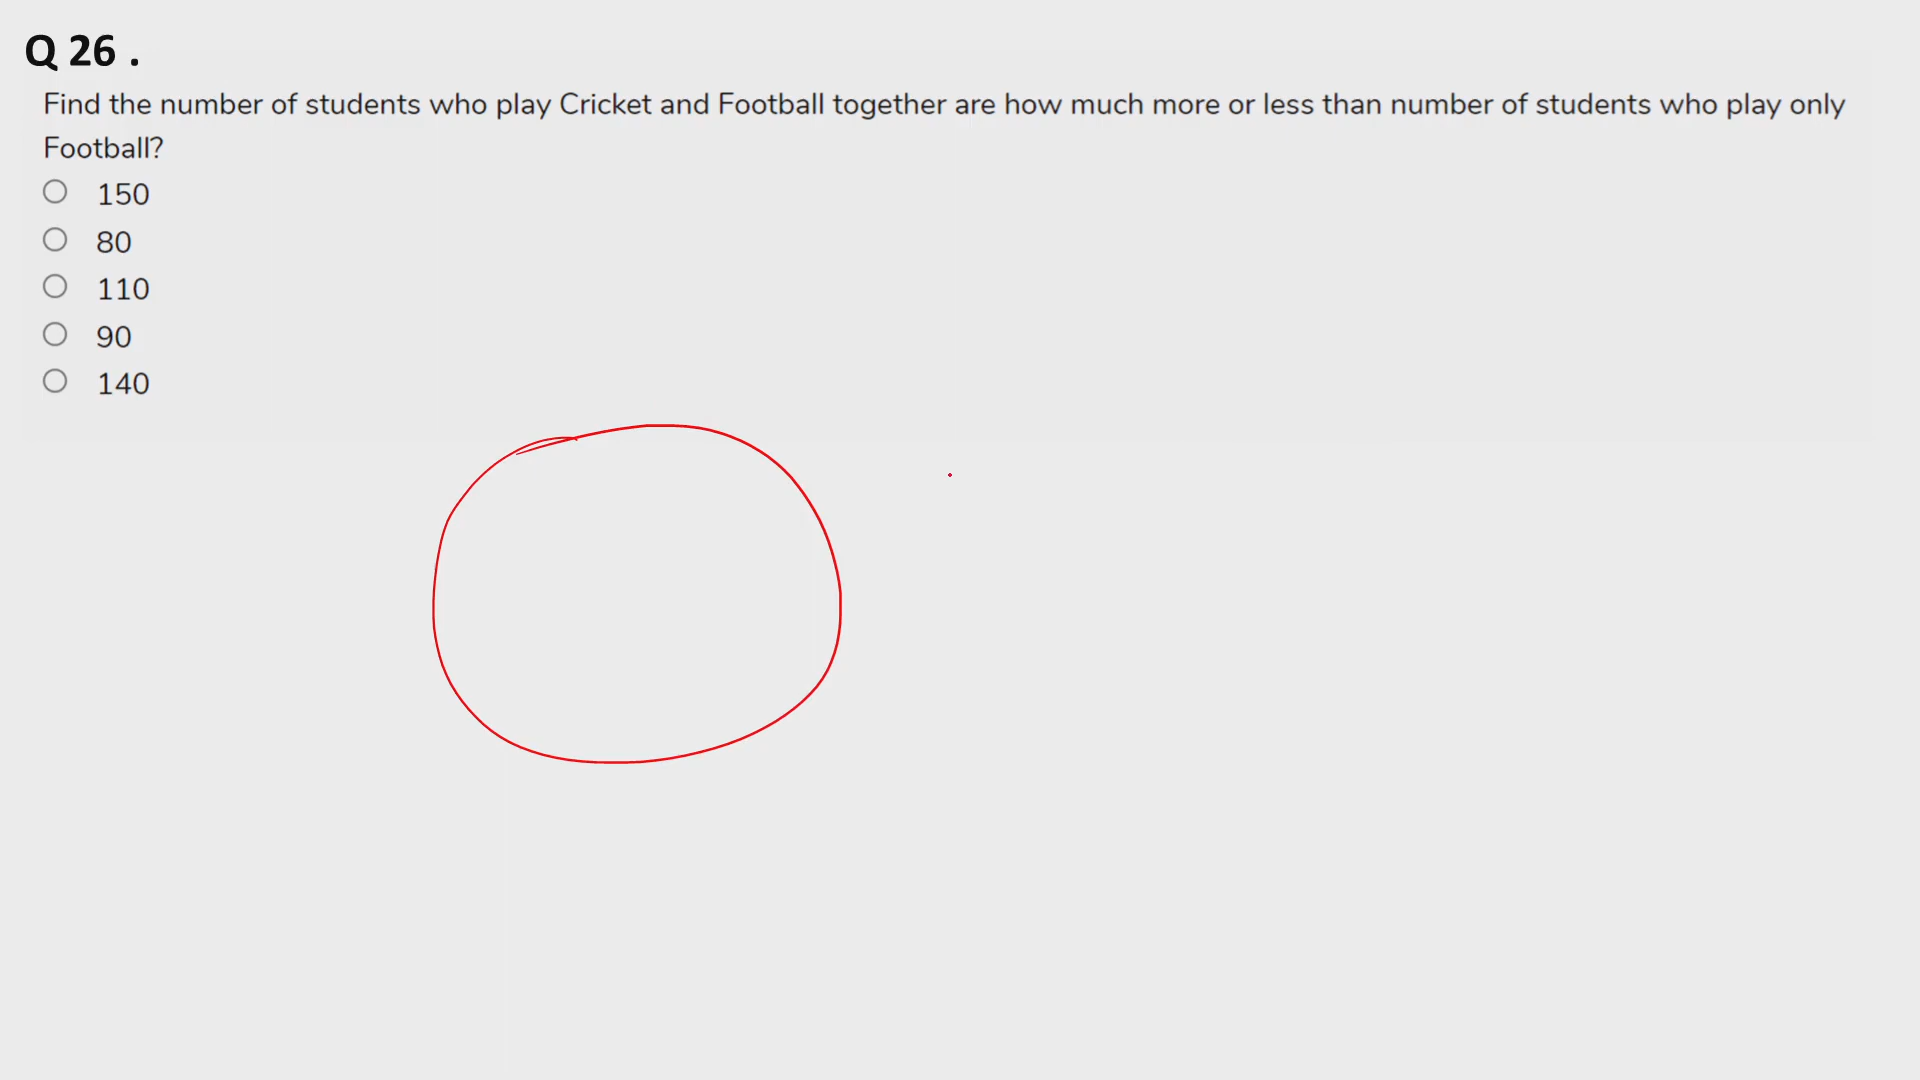 Q 26 .
Find the number of students who play Cricket and Football together are how much more or less than number of students who play only
Football?
150
80
110
90
140